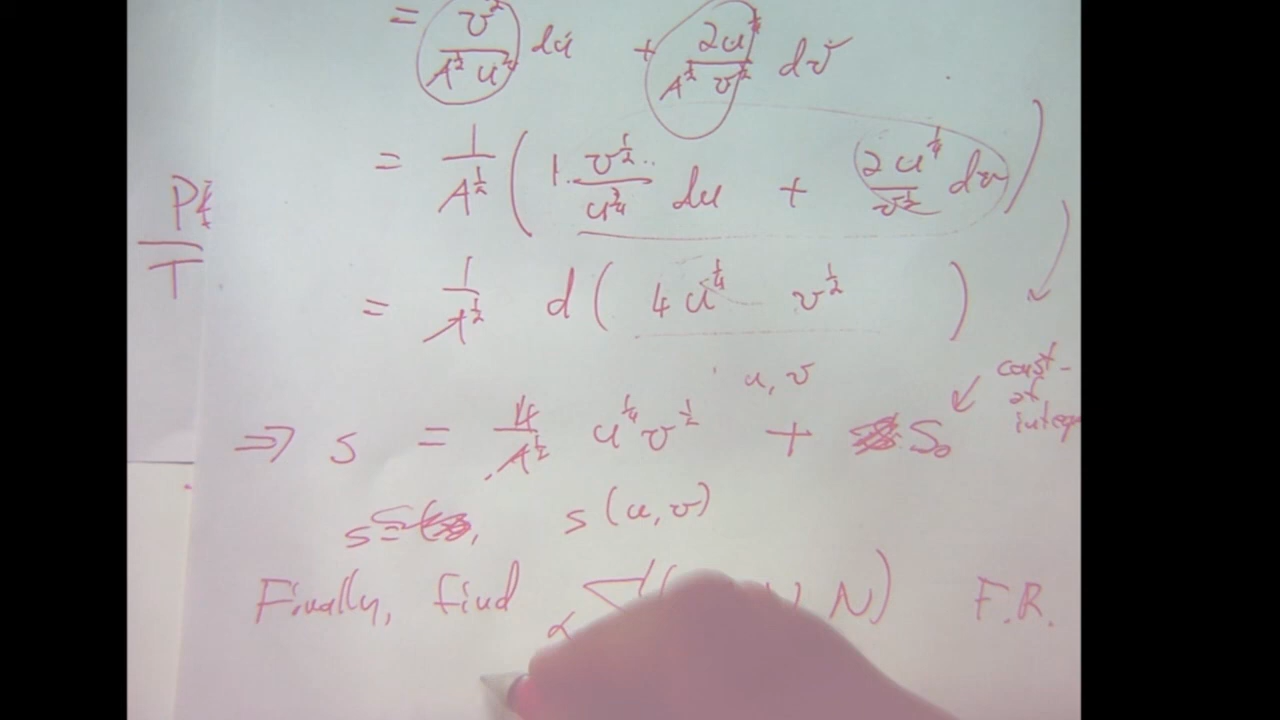 = v^{1/2}/(A^{1/2} u^{3/4}) du + 2u^{1/4}/(A^{1/2} v^{1/2}) dv
= 1/A^{1/2} ( 1 · v^{1/2}/u^{3/4} du + 2u^{1/4}/v^{1/2} dv )
P
T
= 1/A^{1/2} d( 4 u^{1/4} v^{1/2} )
u, v
const of
⇒ s = 4/A^{1/2} u^{1/4} v^{1/2} + S₀
s(u, v)
Finally, find N) F.R.